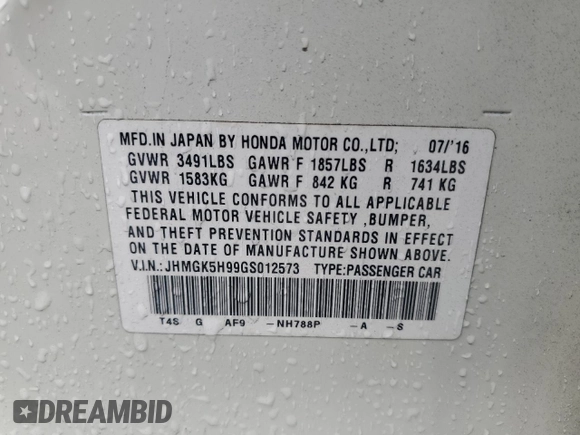 MFD.IN JAPAN BY HONDA MOTOR CO.,LTD; 07/'16
GVWR 3491LBS GAWR F 1857LBS R 1634LBS
GVWR 1583KG GAWR F 842 KG R 741 KG
THIS VEHICLE CONFORMS TO ALL APPLICABLE
FEDERAL MOTOR VEHICLE SAFETY ,BUMPER,
AND THEFT PREVENTION STANDARDS IN EFFECT
ON THE DATE OF MANUFACTURE SHOWN ABOVE.
V.I.N.:JHMGK5H99GS012573 TYPE:PASSENGER CAR
T4S G AF9 -NH788P -A -S
DREAMBID